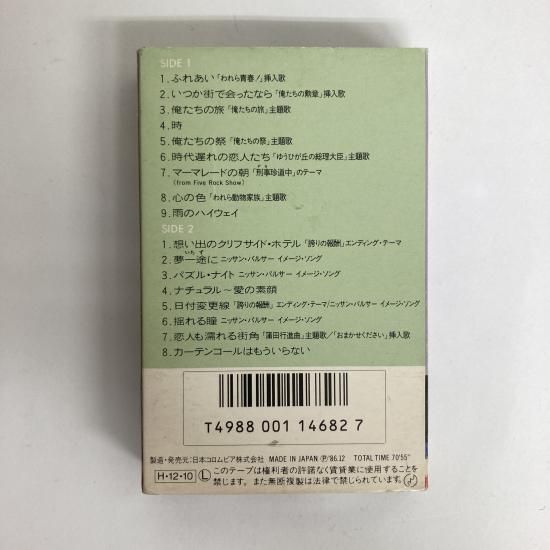 SIDE 1
1. ふれあい「われら青春!」挿入歌
2. いつか街で会ったなら「俺たちの勲章」挿入歌
3. 俺たちの旅「俺たちの旅」主題歌
4. 時
5. 俺たちの祭「俺たちの祭」主題歌
6. 時代遅れの恋人たち「ゆうひが丘の総理大臣」主題歌
7. マーマレードの朝「刑事珍道中」のテーマ
(from Five Rock Show)
8. 心の色「われら動物家族」主題歌
9. 雨のハイウェイ
SIDE 2
1. 想い出のクリフサイド・ホテル「誇りの報酬」エンディング・テーマ
2. 夢一途に ニッサン・パルサー イメージ・ソング
3. パズル・ナイト ニッサン・パルサー イメージ・ソング
4. ナチュラル〜愛の素顔
5. 日付変更線「誇りの報酬」エンディング・テーマ/ニッサン・パルサー イメージ・ソング
6. 揺れる瞳 ニッサン・パルサー イメージ・ソング
7. 恋人も濡れる街角「蒲田行進曲」主題歌/「おまかせください」挿入歌
8. カーテンコールはもういらない
T4988 001 14682 7
製造・発売元:日本コロムビア株式会社 MADE IN JAPAN Ⓟ'86.12 TOTAL TIME 70'55"
H・12・10 Ⓛ このテープは権利者の許諾なく賃貸業に使用することを
禁じます。また無断複製は法律で禁じられています。